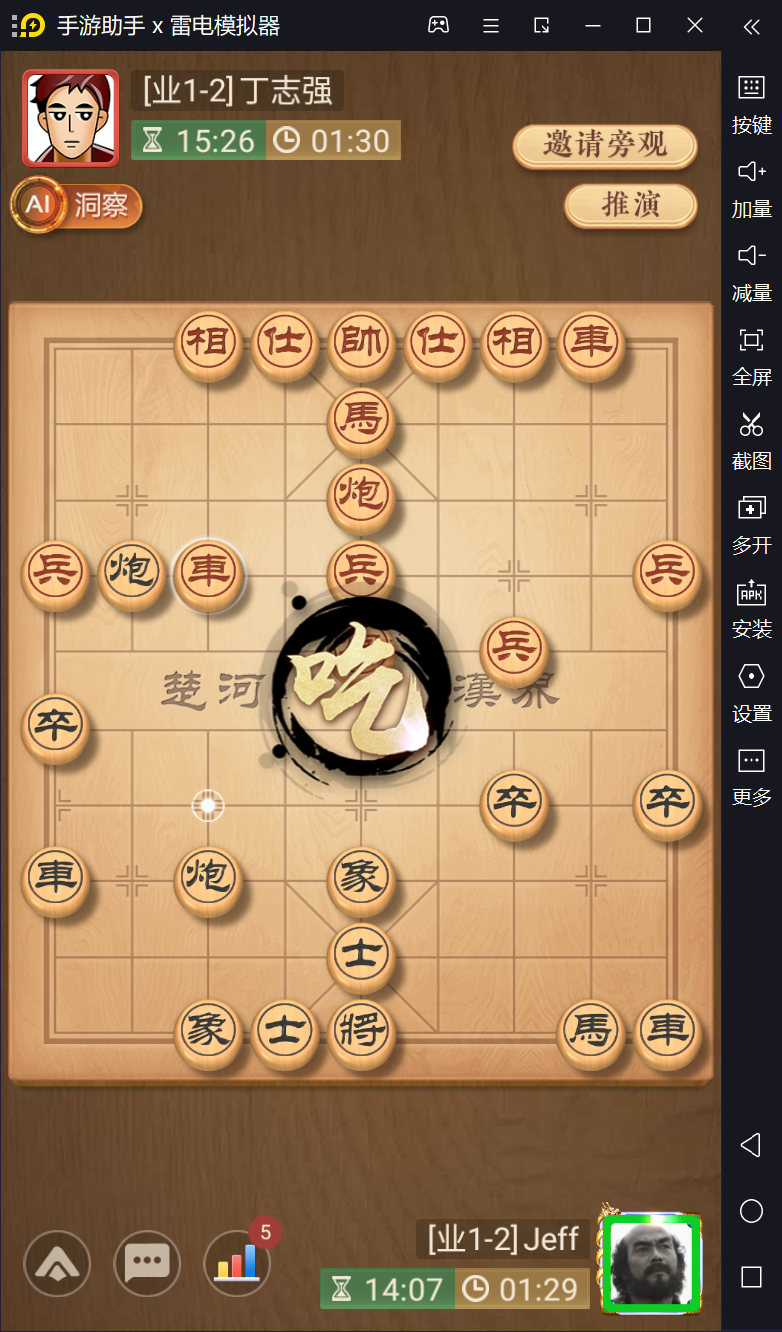 手游助手 x 雷电模拟器
[业1-2]丁志强
15:26 01:30
邀请旁观
AI 洞察
推演
相 仕 帥 仕 相 車
馬
炮
兵 炮 車 兵 兵
兵
楚河 吃 漢界
卒
卒 卒
車 炮 象
士
象 士 將 馬 車
5
[业1-2]Jeff
14:07 01:29
按键
加量
减量
全屏
截图
多开
APK
安装
设置
更多